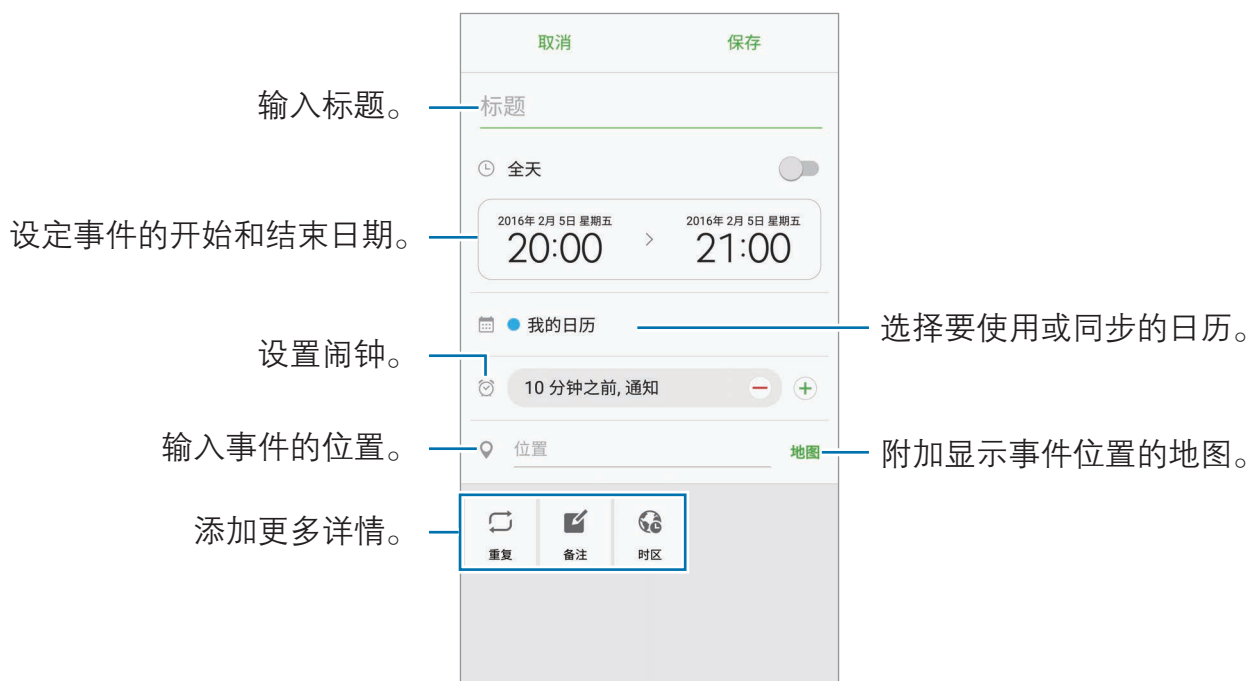 取消 保存
输入标题。 标题
全天
设定事件的开始和结束日期。 2016年 2月 5日 星期五 2016年 2月 5日 星期五
20:00 > 21:00
我的日历 选择要使用或同步的日历。
设置闹钟。
10 分钟之前, 通知
输入事件的位置。 位置 地图 附加显示事件位置的地图。
添加更多详情。
重复 备注 时区